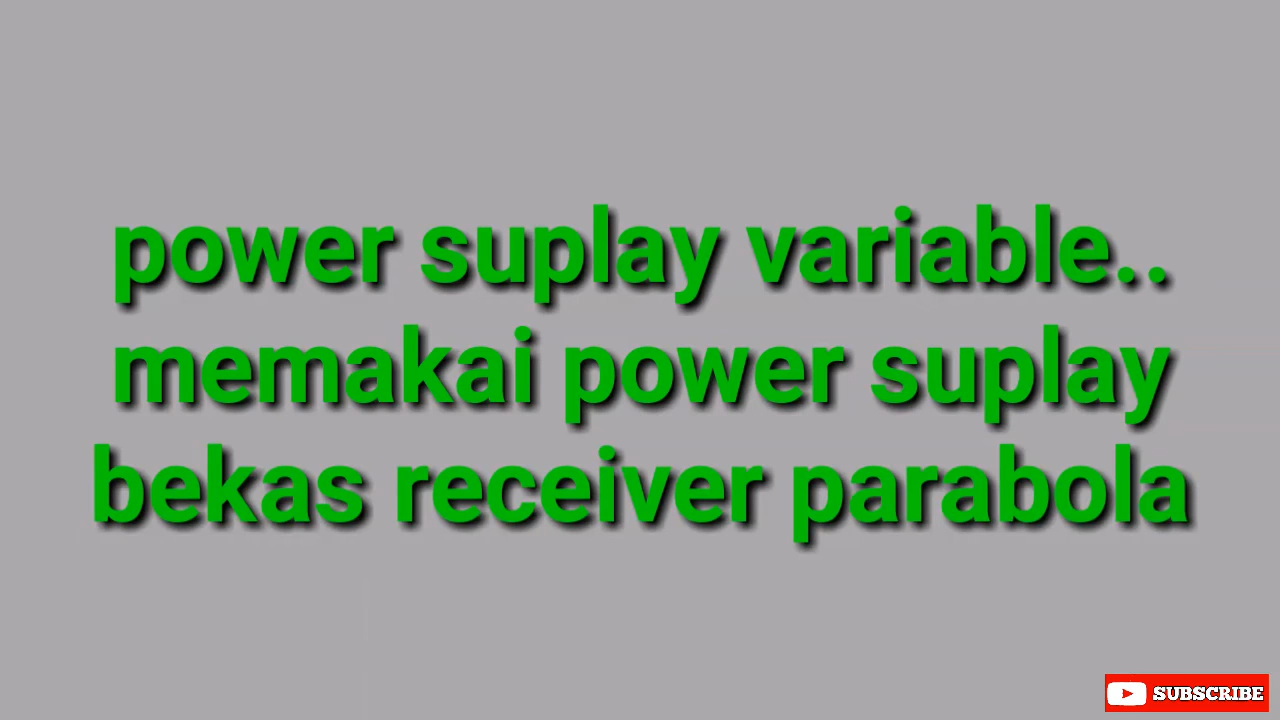 power suplay variable..
memakai power suplay
bekas receiver parabola
SUBSCRIBE